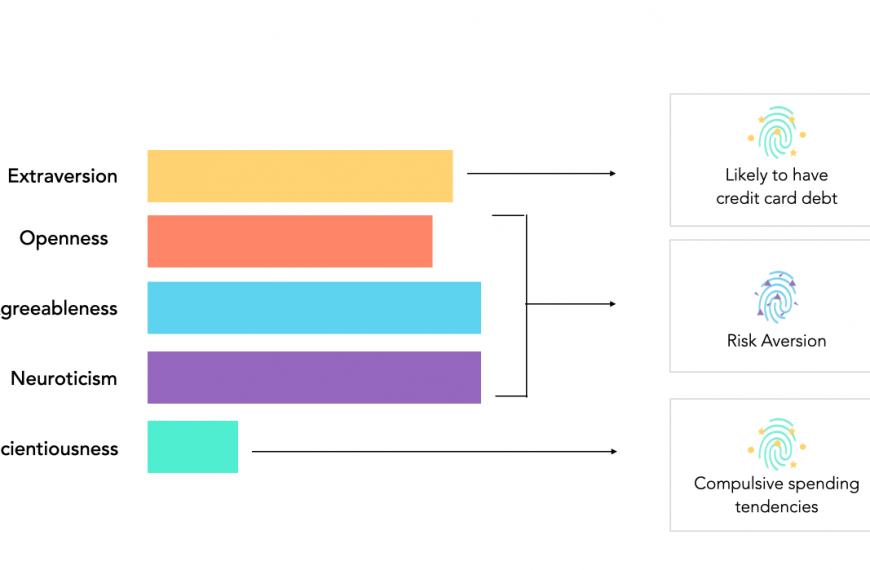 Extraversion
Openness
greeableness
Neuroticism
cientiousness
Likely to have
credit card debt
Risk Aversion
Compulsive spending
tendencies